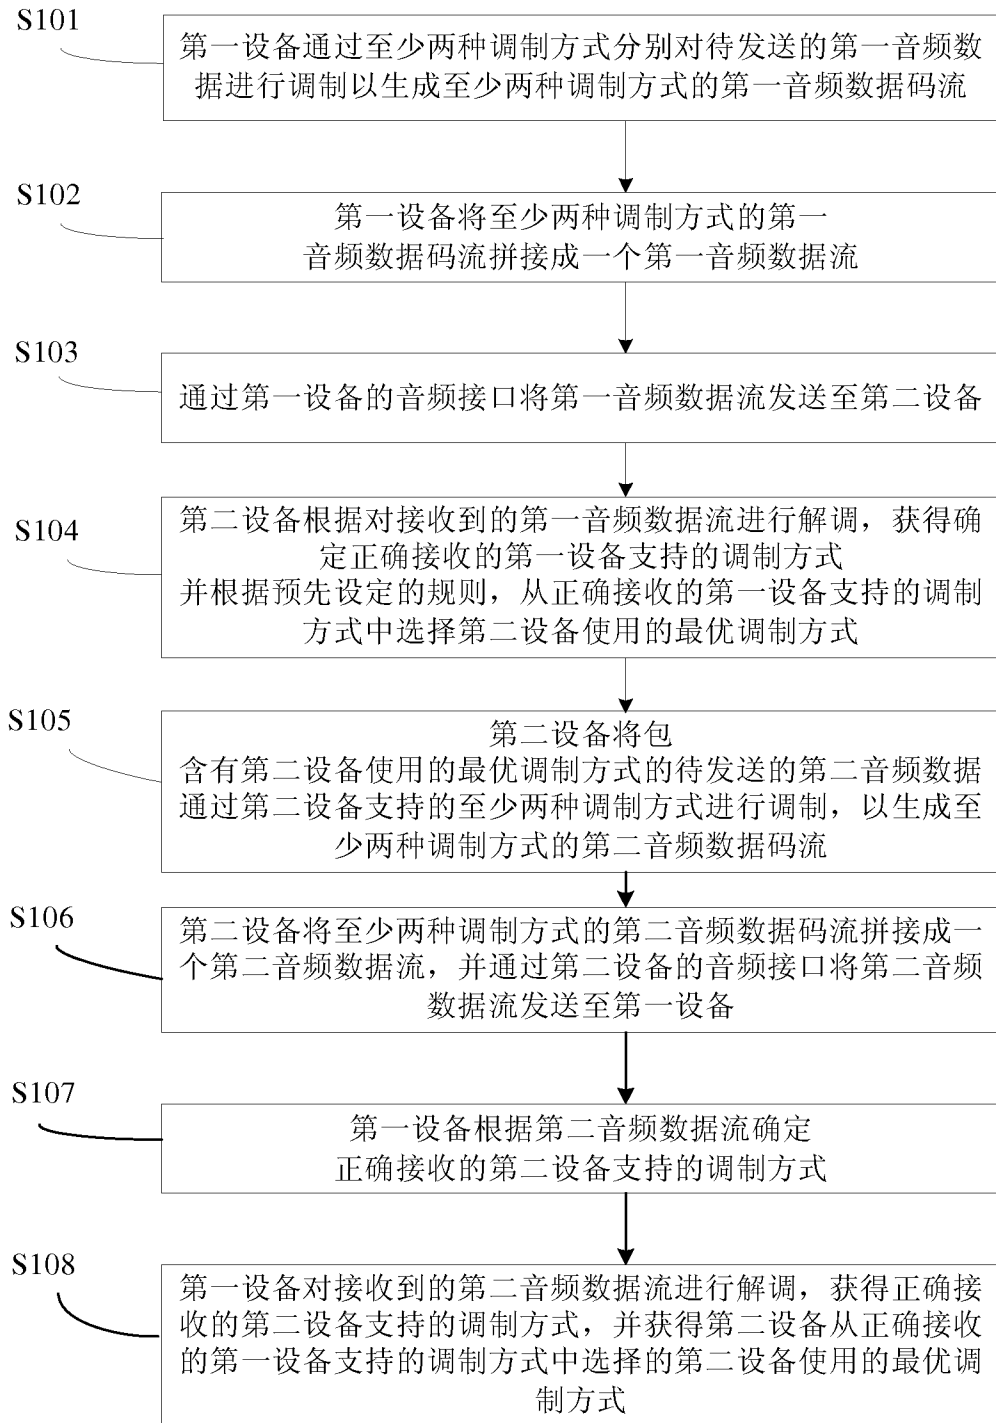 S101
第一设备通过至少两种调制方式分别对待发送的第一音频数
据进行调制以生成至少两种调制方式的第一音频数据码流
S102
第一设备将至少两种调制方式的第一
音频数据码流拼接成一个第一音频数据流
S103
通过第一设备的音频接口将第一音频数据流发送至第二设备
S104
第二设备根据对接收到的第一音频数据流进行解调，获得确
定正确接收的第一设备支持的调制方式
并根据预先设定的规则，从正确接收的第一设备支持的调制
方式中选择第二设备使用的最优调制方式
S105
第二设备将包
含有第二设备使用的最优调制方式的待发送的第二音频数据
通过第二设备支持的至少两种调制方式进行调制，以生成至
少两种调制方式的第二音频数据码流
S106
第二设备将至少两种调制方式的第二音频数据码流拼接成一
个第二音频数据流，并通过第二设备的音频接口将第二音频
数据流发送至第一设备
S107
第一设备根据第二音频数据流确定
正确接收的第二设备支持的调制方式
S108
第一设备对接收到的第二音频数据流进行解调，获得正确接
收的第二设备支持的调制方式，并获得第二设备从正确接收
的第一设备支持的调制方式中选择的第二设备使用的最优调
制方式